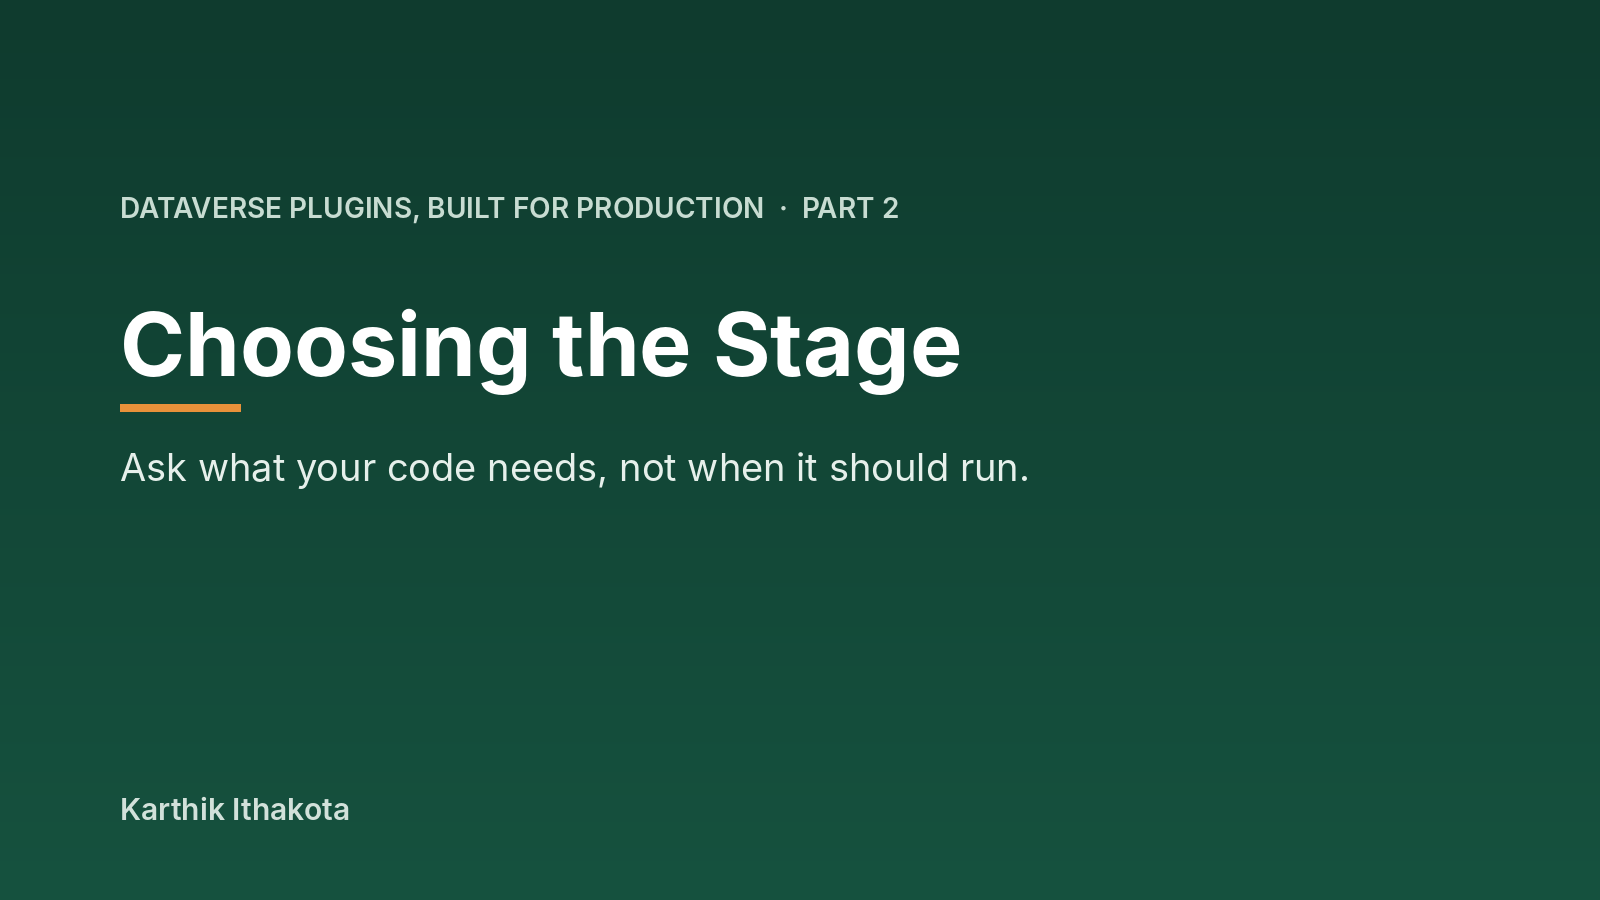 DATAVERSE PLUGINS, BUILT FOR PRODUCTION · PART 2
Choosing the Stage
Ask what your code needs, not when it should run.
Karthik Ithakota